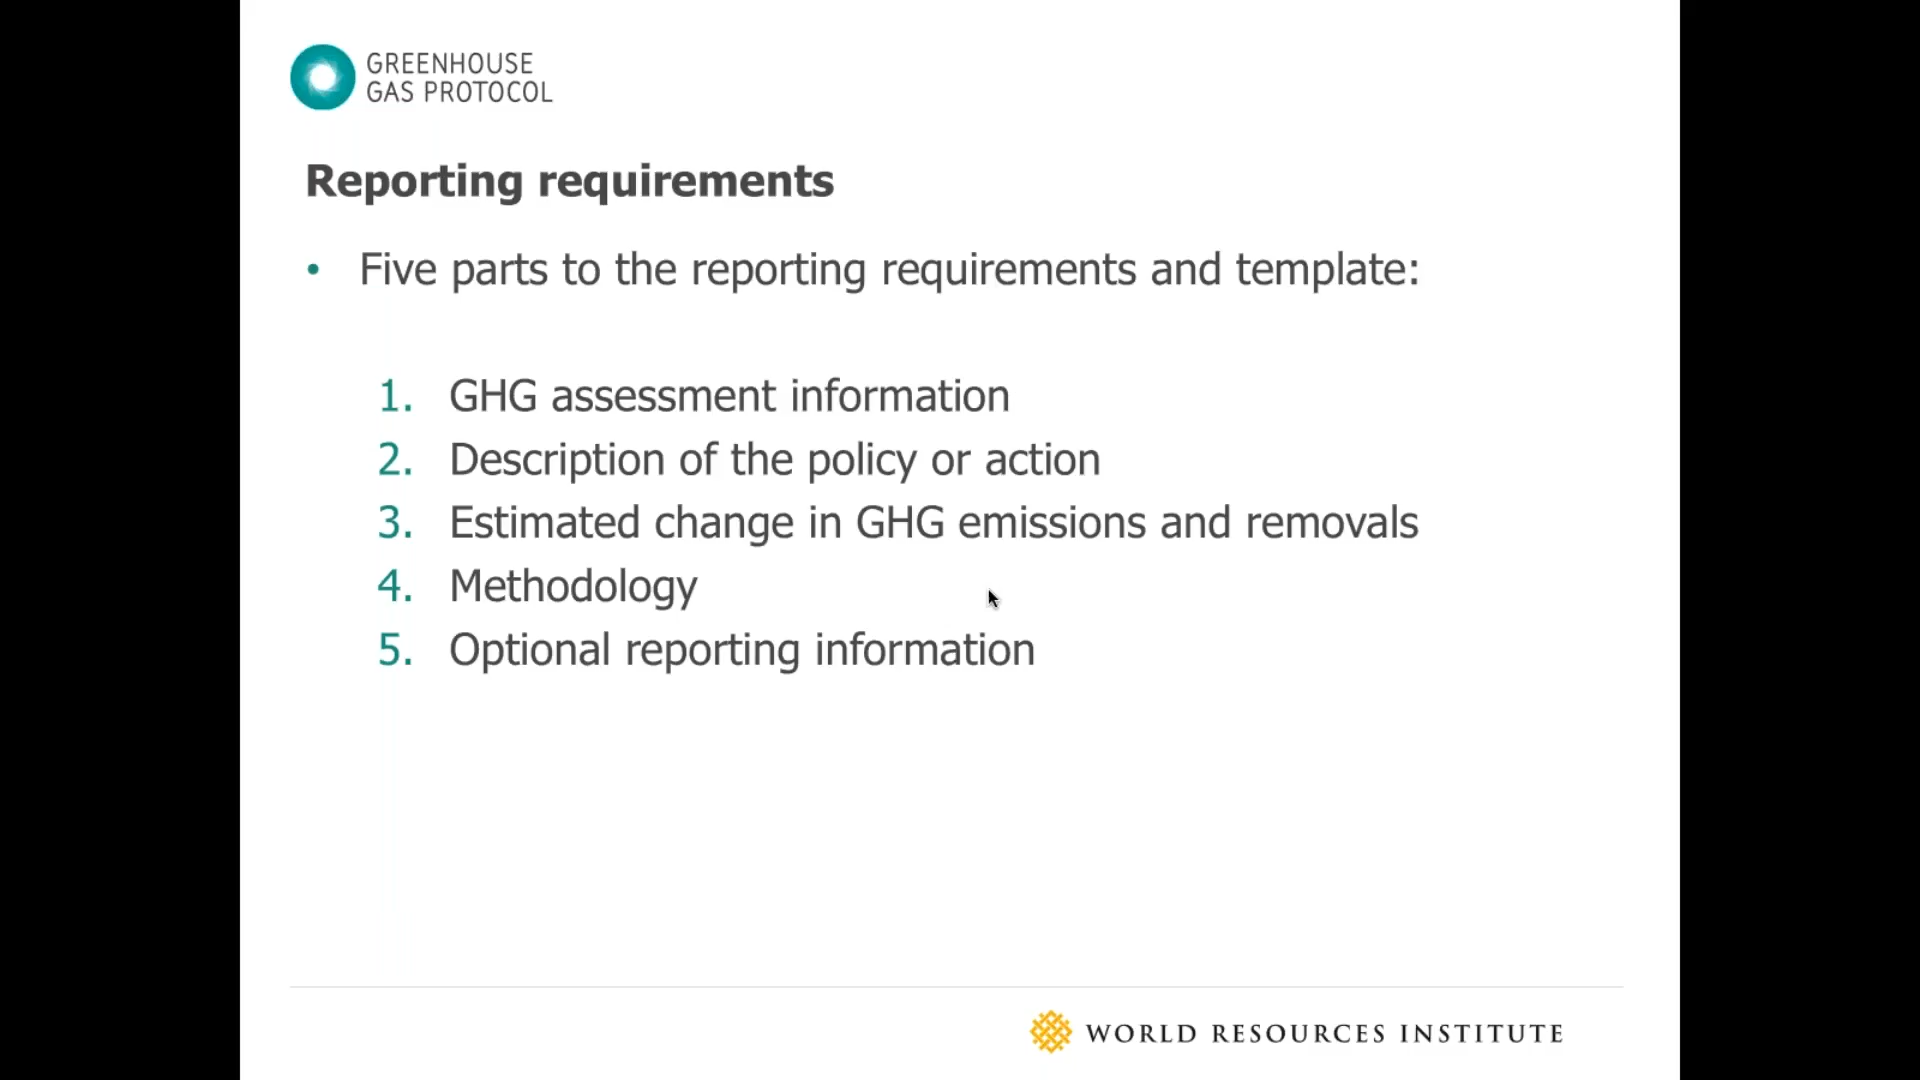 GREENHOUSE
GAS PROTOCOL
Reporting requirements
• Five parts to the reporting requirements and template:
1. GHG assessment information
2. Description of the policy or action
3. Estimated change in GHG emissions and removals
4. Methodology
5. Optional reporting information
WORLD RESOURCES INSTITUTE